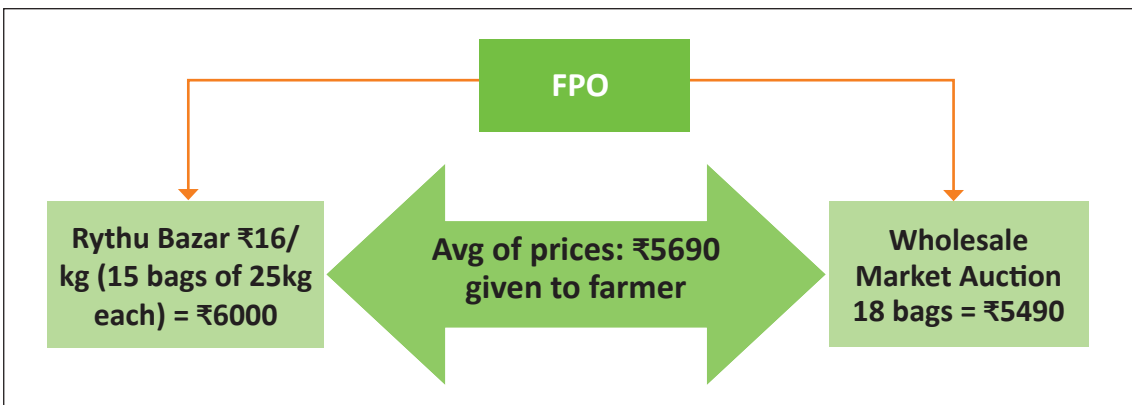 FPO
Rythu Bazar ₹16/
kg (15 bags of 25kg
each) = ₹6000
Avg of prices: ₹5690
given to farmer
Wholesale
Market Auction
18 bags = ₹5490